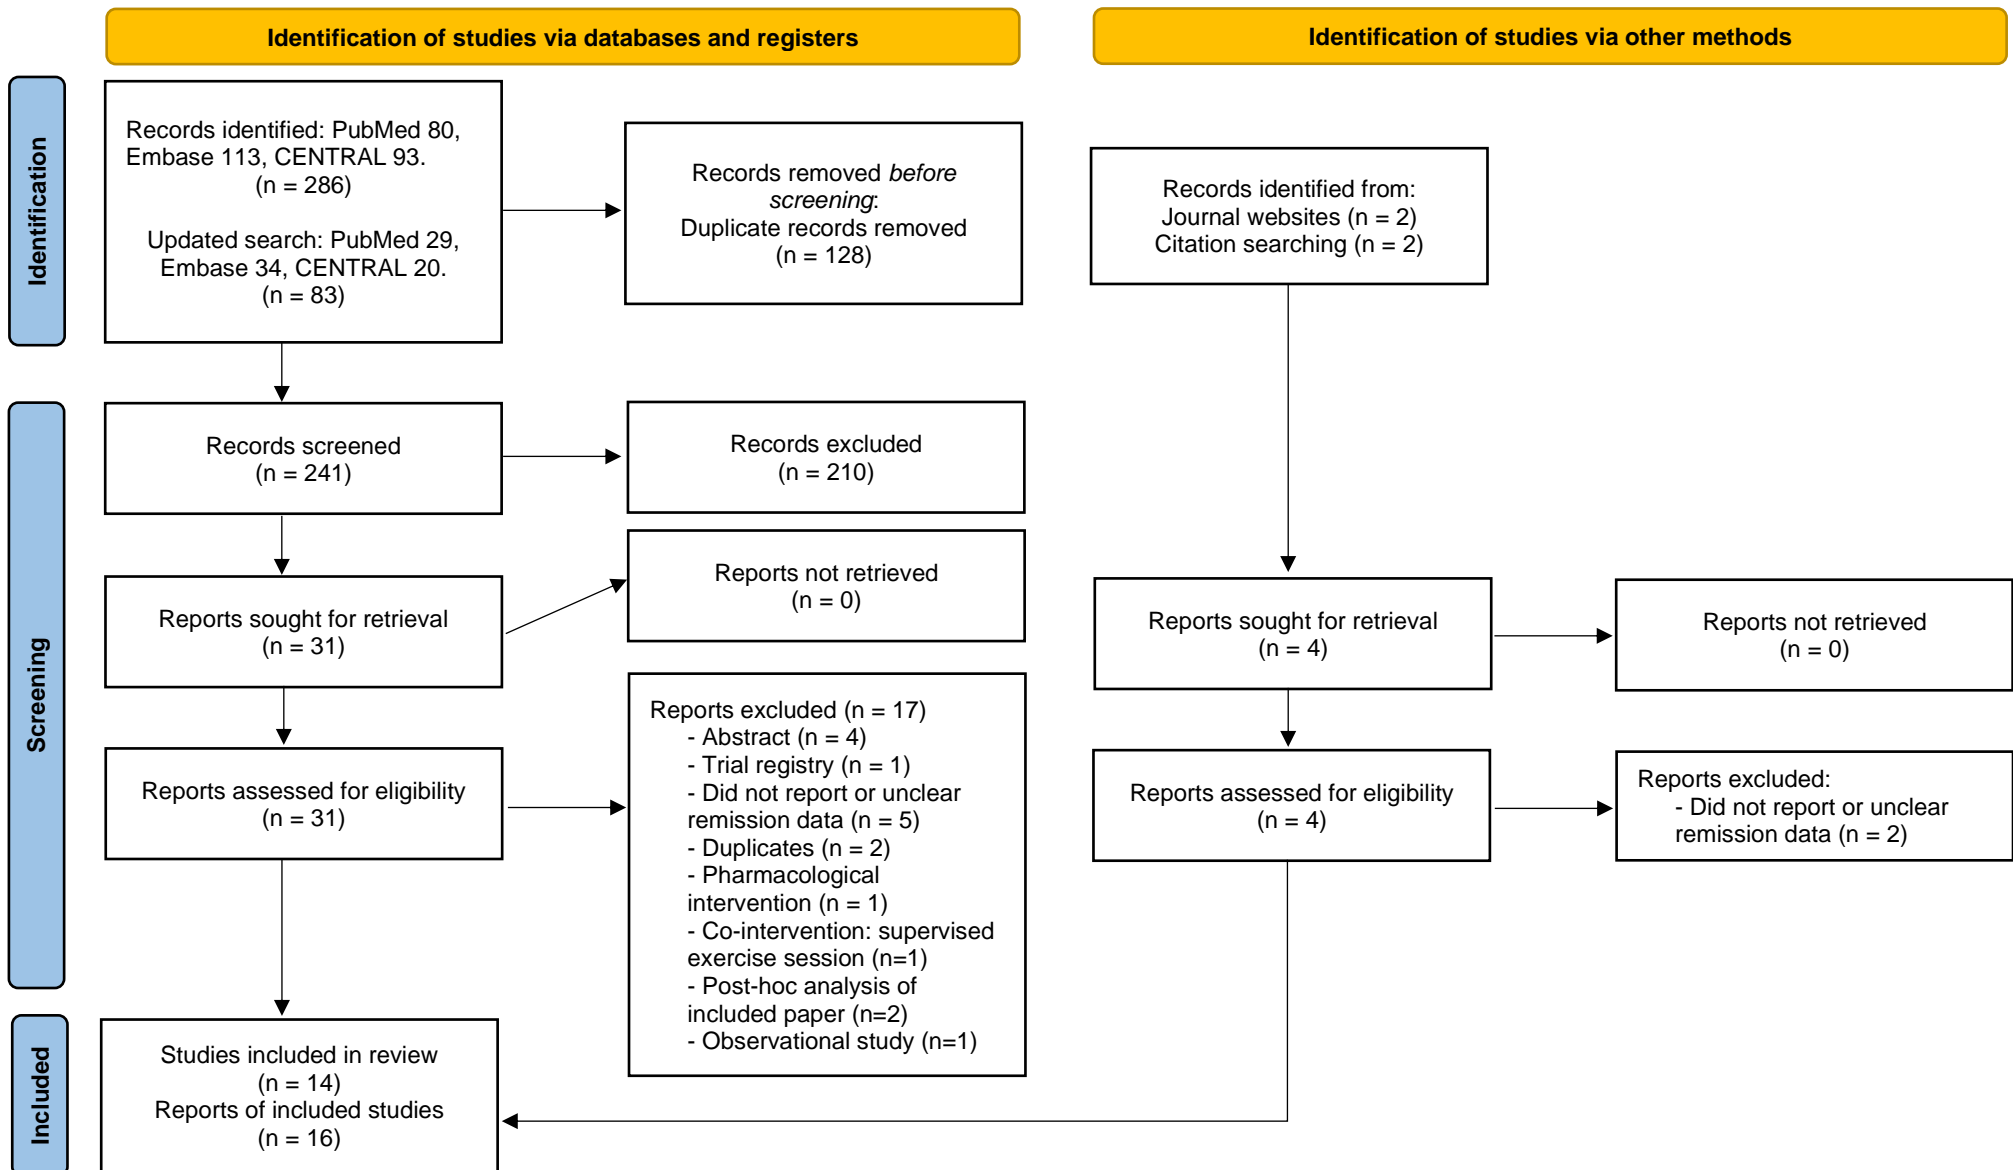 Identification of studies via databases and registers
Identification of studies via other methods
Identification
Records identified: PubMed 80,
Embase 113, CENTRAL 93.
(n = 286)
Updated search: PubMed 29,
Embase 34, CENTRAL 20.
(n = 83)
Records removed before
screening:
Duplicate records removed
(n = 128)
Records identified from:
Journal websites (n = 2)
Citation searching (n = 2)
Screening
Records screened
(n = 241)
Records excluded
(n = 210)
Reports sought for retrieval
(n = 31)
Reports not retrieved
(n = 0)
Reports sought for retrieval
(n = 4)
Reports not retrieved
(n = 0)
Reports assessed for eligibility
(n = 31)
Reports excluded (n = 17)
- Abstract (n = 4)
- Trial registry (n = 1)
- Did not report or unclear
remission data (n = 5)
- Duplicates (n = 2)
- Pharmacological
intervention (n = 1)
- Co-intervention: supervised
exercise session (n=1)
- Post-hoc analysis of
included paper (n=2)
- Observational study (n=1)
Reports assessed for eligibility
(n = 4)
Reports excluded:
- Did not report or unclear
remission data (n = 2)
Included
Studies included in review
(n = 14)
Reports of included studies
(n = 16)